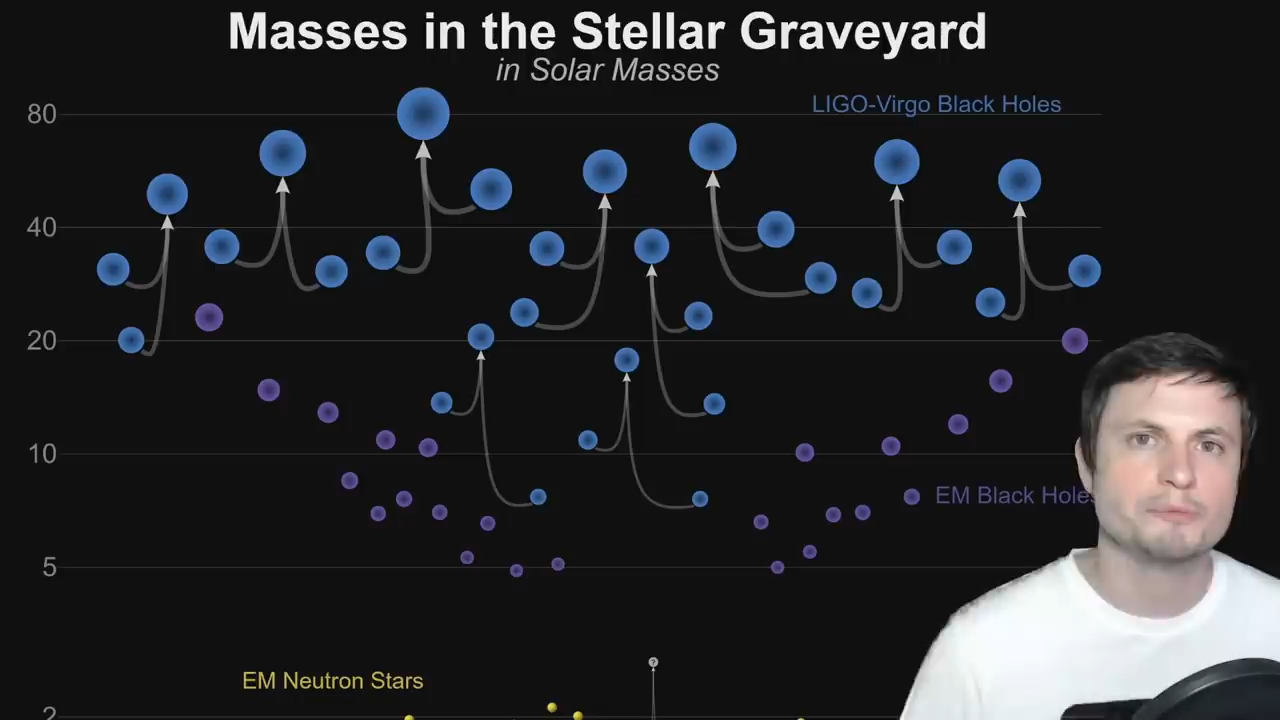 Masses in the Stellar Graveyard
in Solar Masses
LIGO-Virgo Black Holes
80
40
20
10
EM Black Holes
5
?
EM Neutron Stars
2